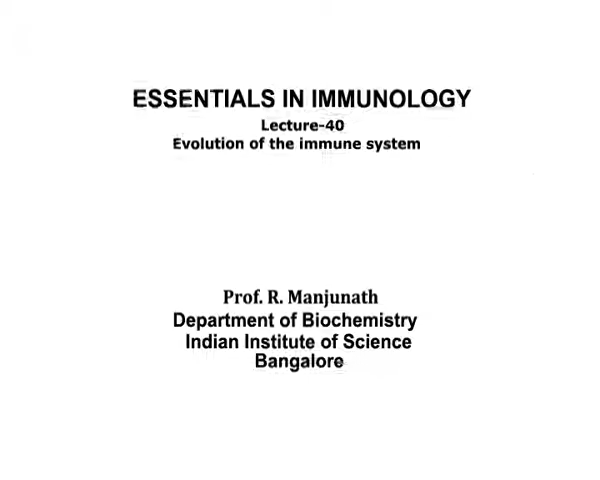 ESSENTIALS IN IMMUNOLOGY
Lecture-40
Evolution of the immune system
Prof. R. Manjunath
Department of Biochemistry
Indian Institute of Science
Bangalore